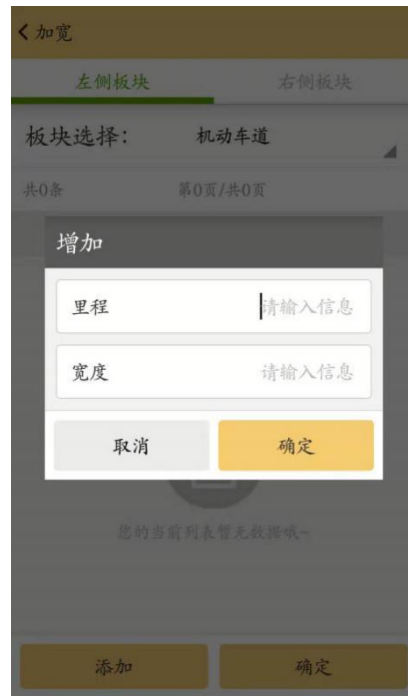 加宽
左侧板块 右侧板块
板块选择: 机动车道
共0条 第0页/共0页
增加
里程 请输入信息
宽度 请输入信息
取消 确定
您的当前列表暂无数据哦~
添加 确定